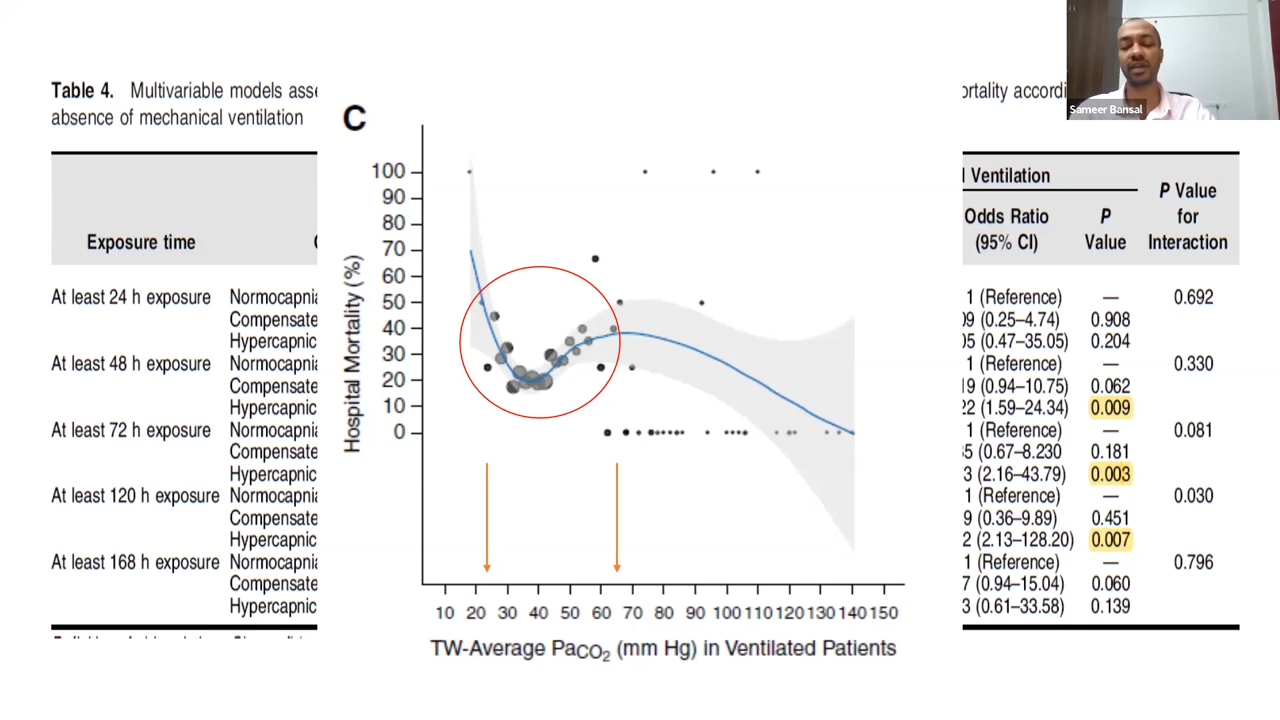 Table 4. Multivariable models asse
absence of mechanical ventilation
ortality accordi
Exposure time
l Ventilation
Odds Ratio
(95% CI)
P
Value
P Value
for
Interaction
At least 24 h exposure Normocapnia
Compensate
Hypercapnic
At least 48 h exposure Normocapnia
Compensate
Hypercapnic
At least 72 h exposure Normocapnia
Compensate
Hypercapnic
At least 120 h exposure Normocapnia
Compensate
Hypercapnic
At least 168 h exposure Normocapnia
Compensate
Hypercapnic
C
Hospital Mortality (%)
100
90
80
70
60
50
40
30
20
10
0
10 20 30 40 50 60 70 80 90 100 110 120 130 140 150
TW-Average PaCO2 (mm Hg) in Ventilated Patients
1 (Reference) — 0.692
09 (0.25–4.74) 0.908
05 (0.47–35.05) 0.204
1 (Reference) — 0.330
19 (0.94–10.75) 0.062
22 (1.59–24.34) 0.009
1 (Reference) — 0.081
35 (0.67–8.230 0.181
3 (2.16–43.79) 0.003
1 (Reference) — 0.030
9 (0.36–9.89) 0.451
2 (2.13–128.20) 0.007
1 (Reference) — 0.796
7 (0.94–15.04) 0.060
3 (0.61–33.58) 0.139
Sameer Bansal